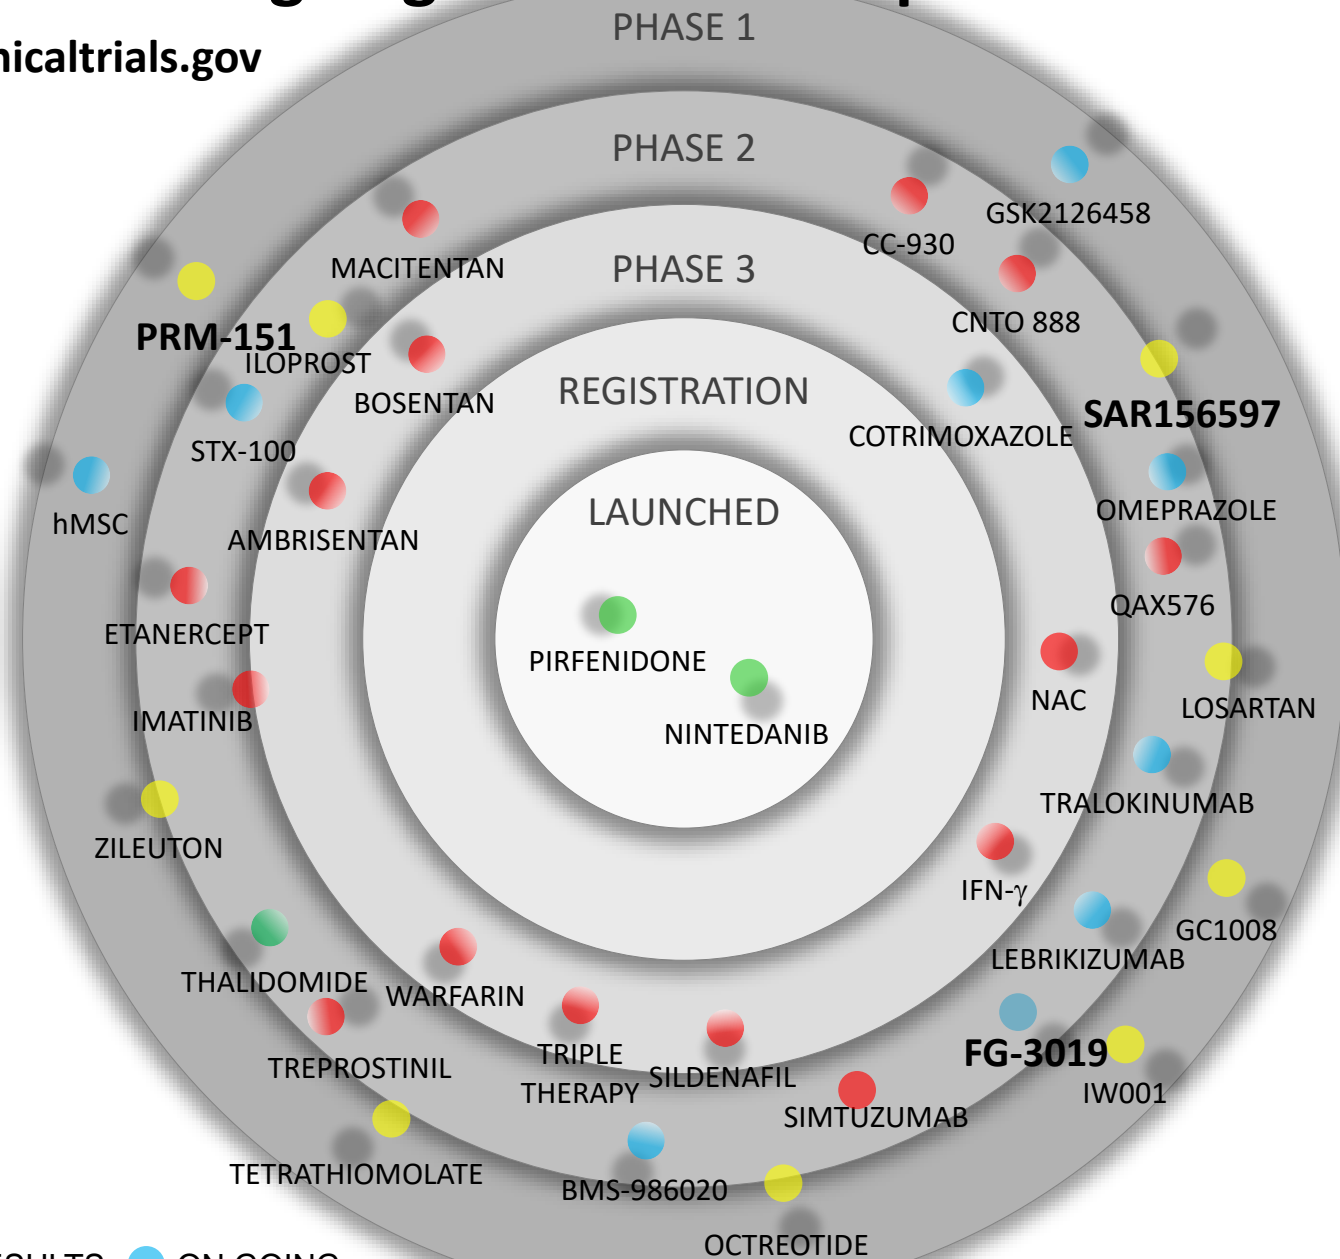 nicaltrials.gov
PHASE 1
PHASE 2
GSK2126458
CC-930
MACITENTAN
PHASE 3
CNTO 888
PRM-151
ILOPROST
REGISTRATION
BOSENTAN
SAR156597
COTRIMOXAZOLE
STX-100
OMEPRAZOLE
LAUNCHED
hMSC
AMBRISENTAN
QAX576
ETANERCEPT
PIRFENIDONE
NAC
LOSARTAN
IMATINIB
NINTEDANIB
TRALOKINUMAB
ZILEUTON
IFN-γ
GC1008
LEBRIKIZUMAB
THALIDOMIDE
WARFARIN
FG-3019
TRIPLE
THERAPY
TREPROSTINIL
SILDENAFIL
IW001
SIMTUZUMAB
TETRATHIOMOLATE
BMS-986020
OCTREOTIDE
ON GOING